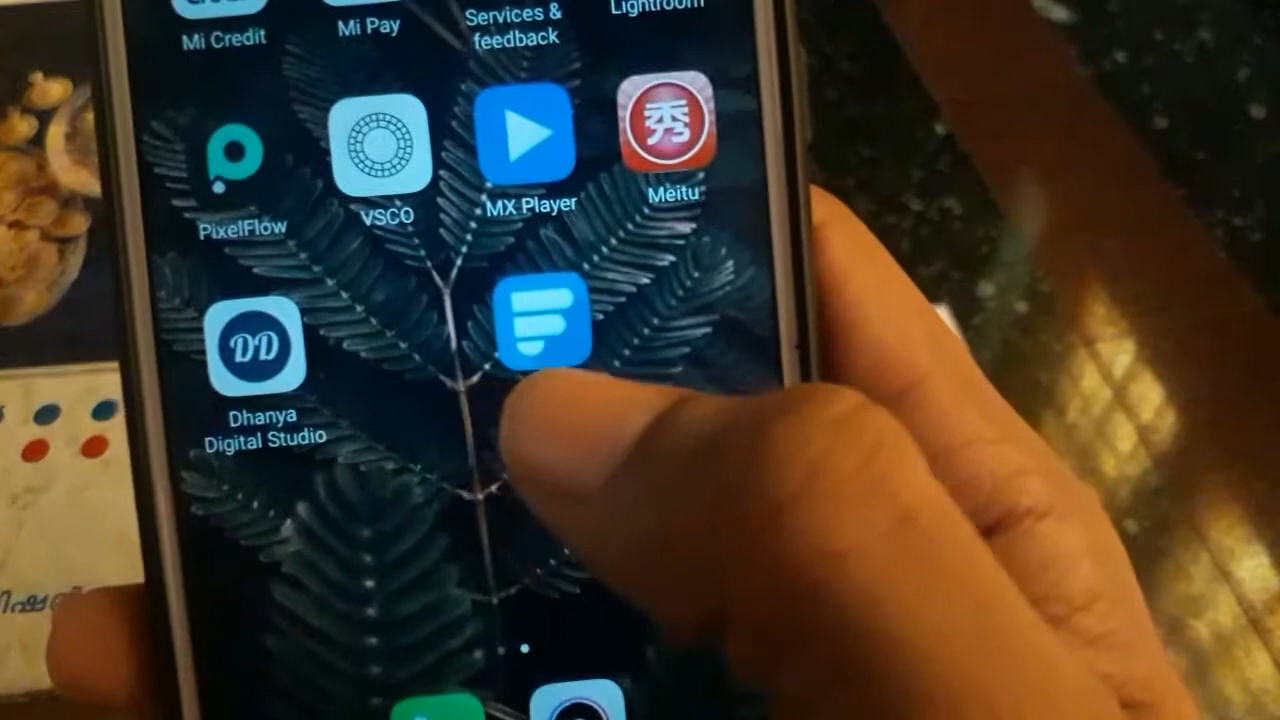 Mi Credit
Mi Pay
Services &
feedback
Lightroom
秀
PixelFlow
VSCO
MX Player
Meitu
DD
Dhanya
Digital Studio